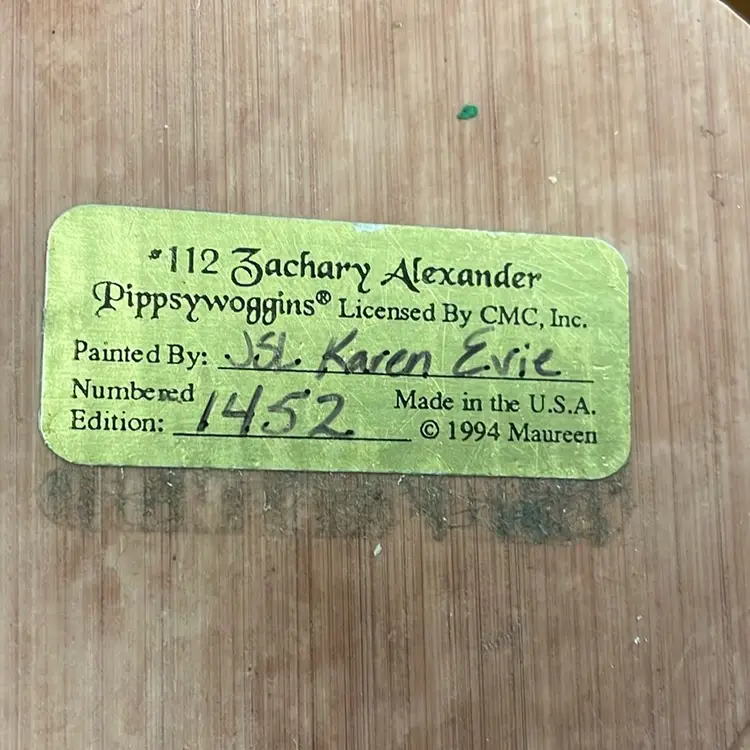 #112 Zachary Alexander
Pippsywoggins® Licensed By CMC, Inc.
Painted By: JSL Karen Evie
Numbered
Edition: 1452
Made in the U.S.A.
© 1994 Maureen